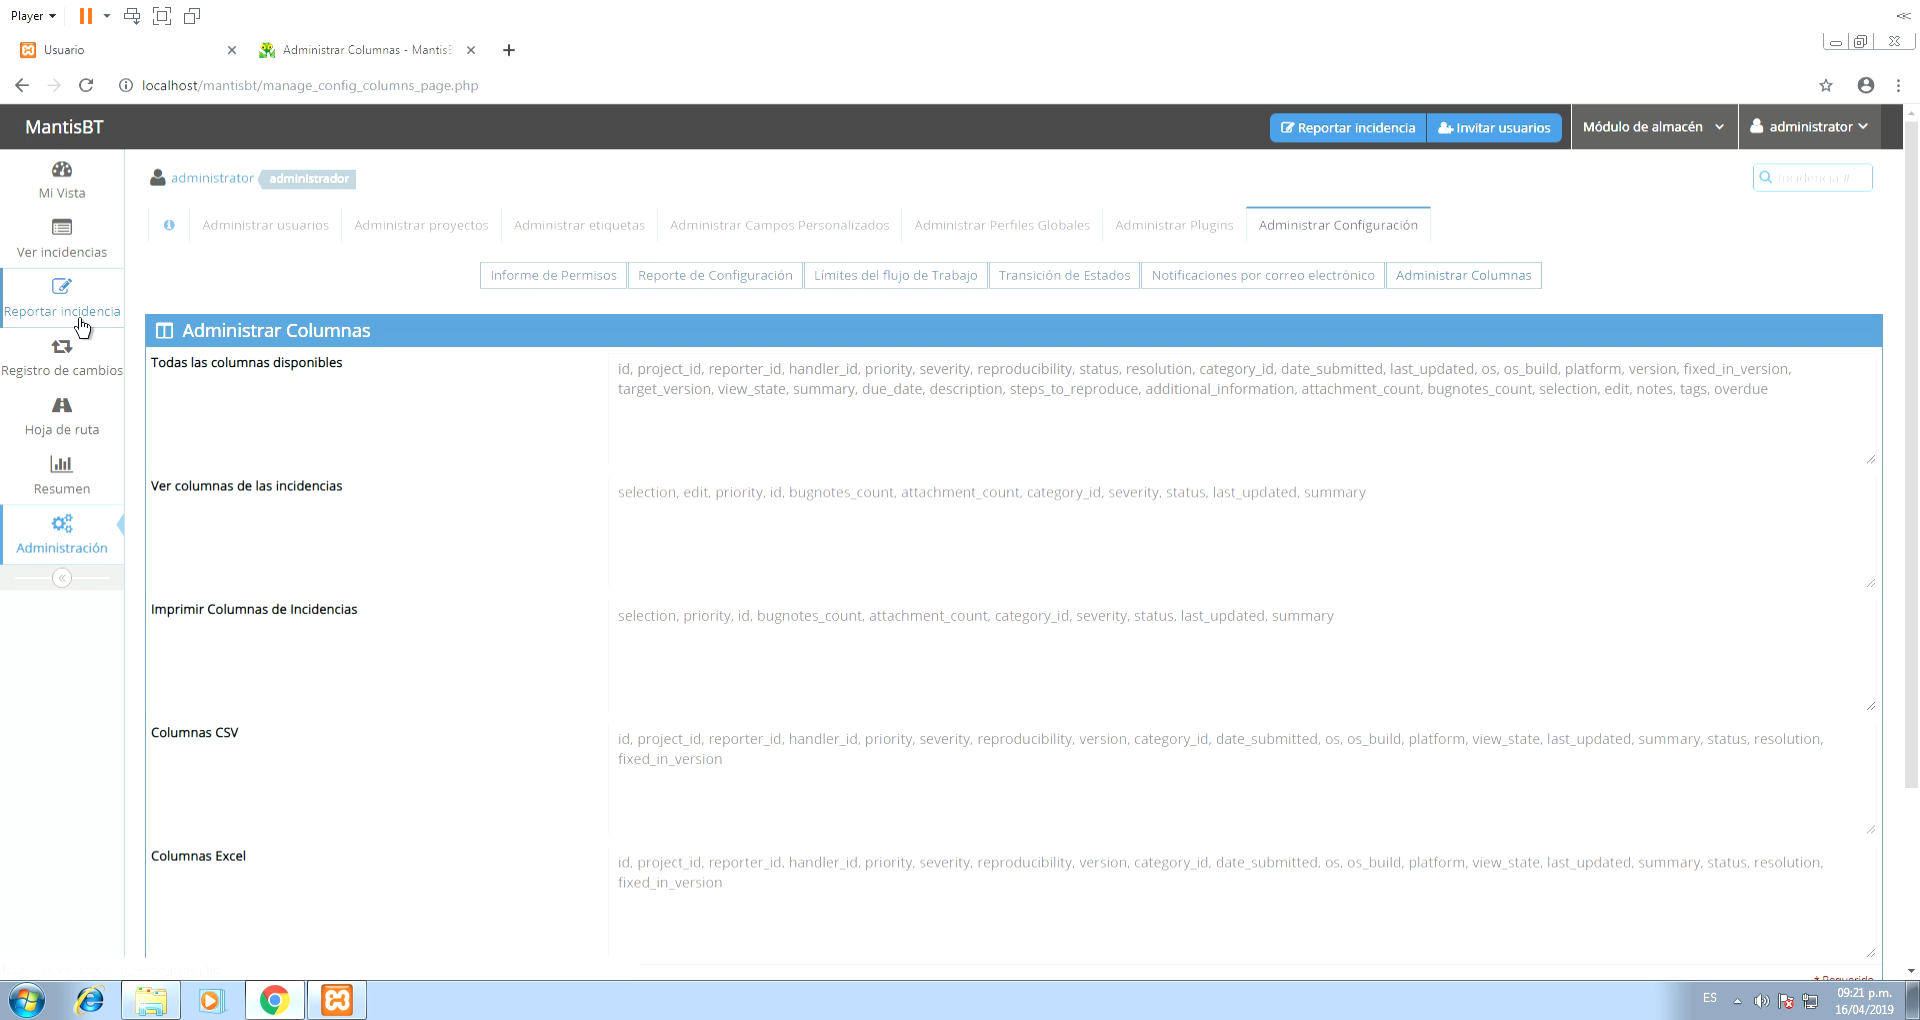 Player
Usuario
Administrar Columnas - Mantis
localhost/mantisbt/manage_config_columns_page.php
MantisBT
Reportar incidencia
Invitar usuarios
Módulo de almacén
administrator
Mi Vista
Ver incidencias
Reportar incidencia
Registro de cambios
Hoja de ruta
Resumen
Administración
administrator administrador
Incidencia #
Administrar usuarios
Administrar proyectos
Administrar etiquetas
Administrar Campos Personalizados
Administrar Perfiles Globales
Administrar Plugins
Administrar Configuración
Informe de Permisos
Reporte de Configuración
Límites del flujo de Trabajo
Transición de Estados
Notificaciones por correo electrónico
Administrar Columnas
Administrar Columnas
Todas las columnas disponibles
id, project_id, reporter_id, handler_id, priority, severity, reproducibility, status, resolution, category_id, date_submitted, last_updated, os, os_build, platform, version, fixed_in_version,
target_version, view_state, summary, due_date, description, steps_to_reproduce, additional_information, attachment_count, bugnotes_count, selection, edit, notes, tags, overdue
Ver columnas de las incidencias
selection, edit, priority, id, bugnotes_count, attachment_count, category_id, severity, status, last_updated, summary
Imprimir Columnas de Incidencias
selection, priority, id, bugnotes_count, attachment_count, category_id, severity, status, last_updated, summary
Columnas CSV
id, project_id, reporter_id, handler_id, priority, severity, reproducibility, version, category_id, date_submitted, os, os_build, platform, view_state, last_updated, summary, status, resolution,
fixed_in_version
Columnas Excel
id, project_id, reporter_id, handler_id, priority, severity, reproducibility, version, category_id, date_submitted, os, os_build, platform, view_state, last_updated, summary, status, resolution,
fixed_in_version
* Requerido
ES
09:21 p.m.
16/04/2019